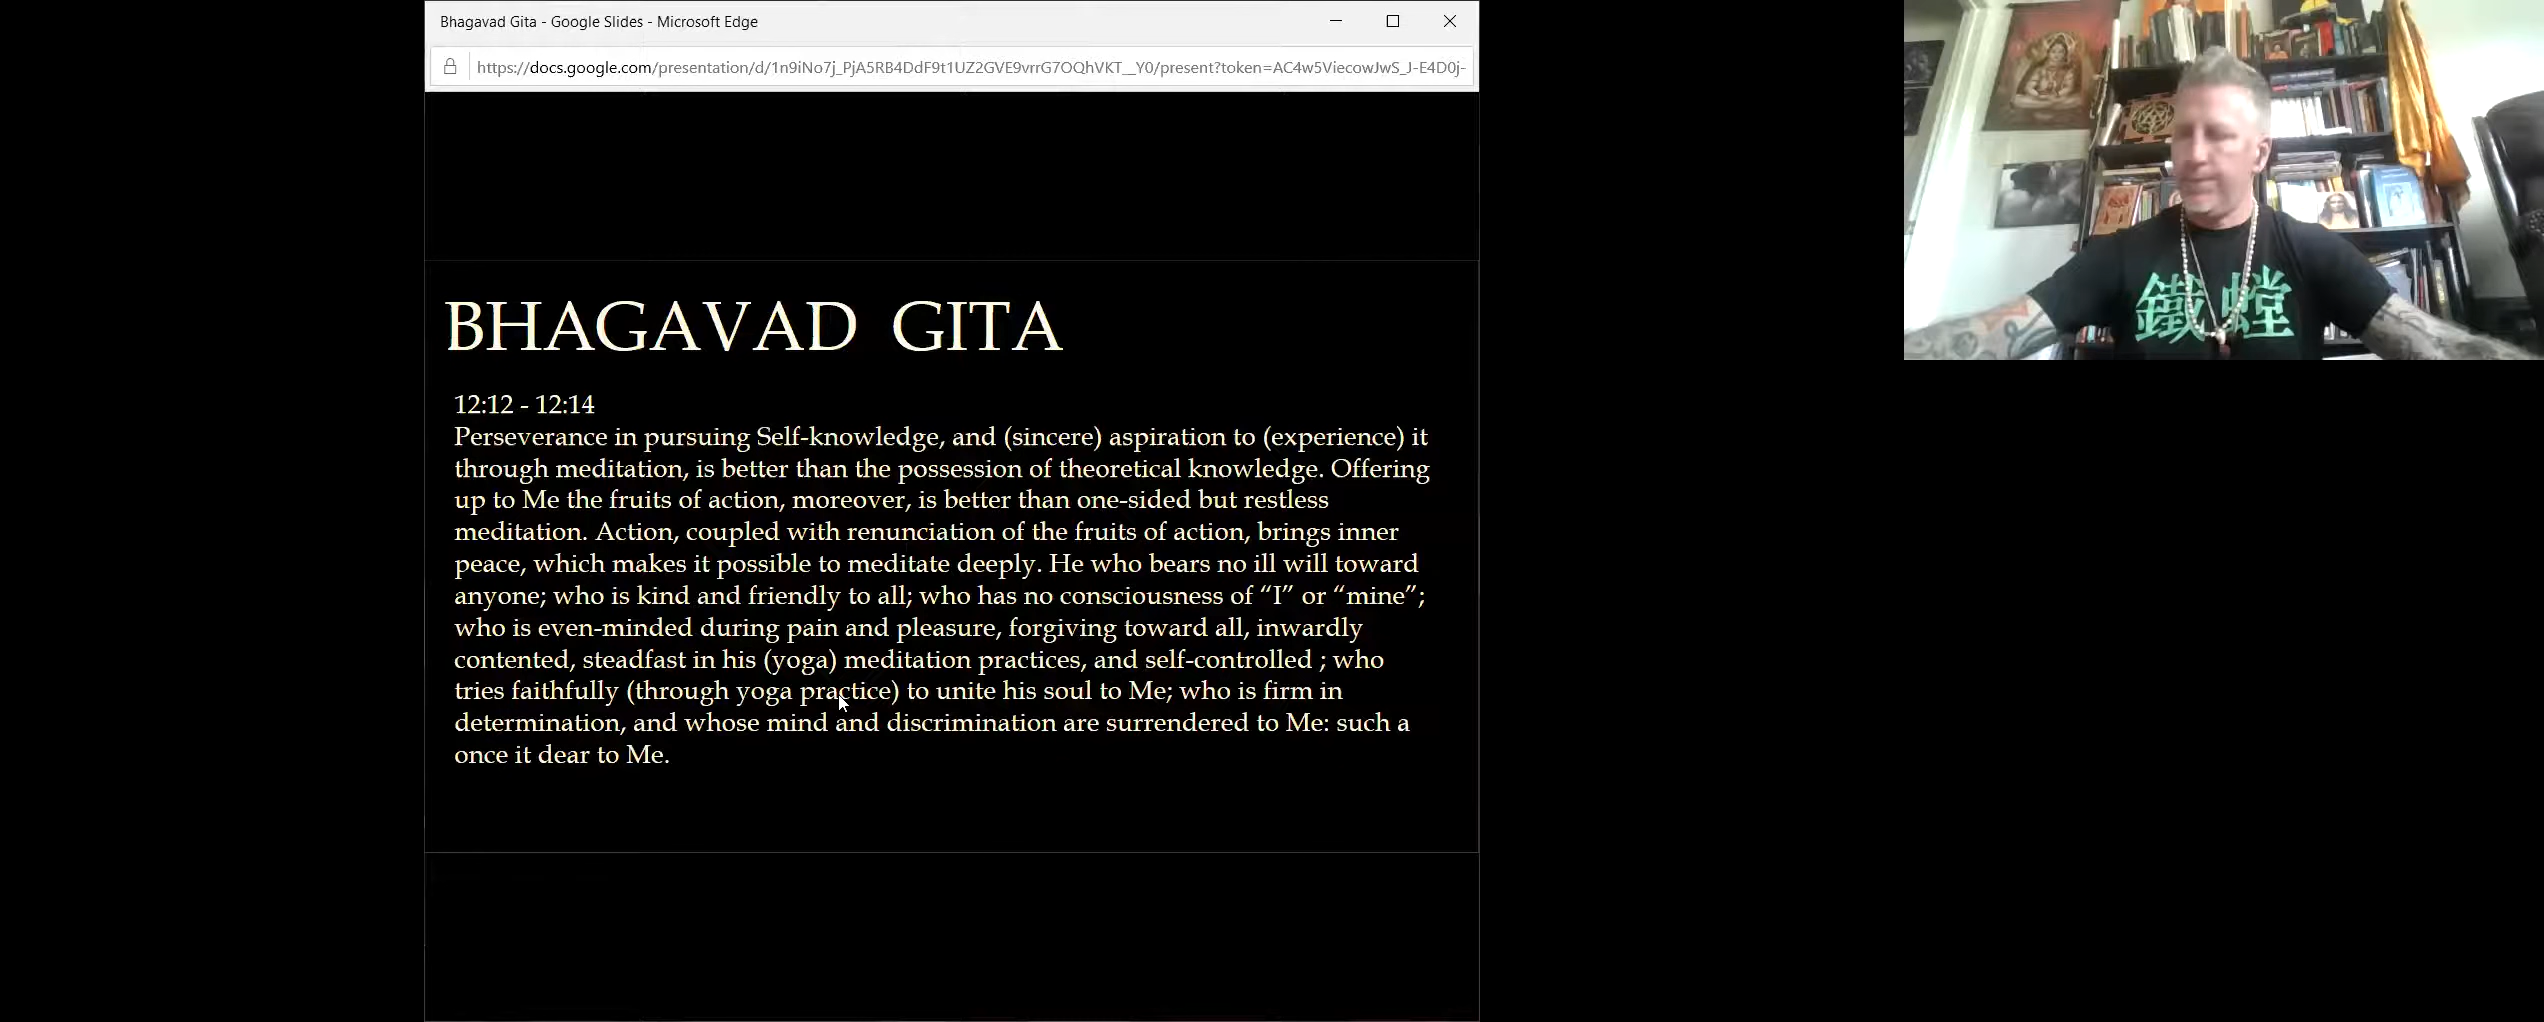 Bhagavad Gita - Google Slides - Microsoft Edge
https://docs.google.com/presentation/d/1n9iNo7j_PjA5RB4DdF9t1UZ2GVE9vrrG7OQhVKT__Y0/present?token=AC4w5ViecowJwS_J-E4D0j-
BHAGAVAD GITA
12:12 - 12:14
Perseverance in pursuing Self-knowledge, and (sincere) aspiration to (experience) it
through meditation, is better than the possession of theoretical knowledge. Offering
up to Me the fruits of action, moreover, is better than one-sided but restless
meditation. Action, coupled with renunciation of the fruits of action, brings inner
peace, which makes it possible to meditate deeply. He who bears no ill will toward
anyone; who is kind and friendly to all; who has no consciousness of “I” or “mine”;
who is even-minded during pain and pleasure, forgiving toward all, inwardly
contented, steadfast in his (yoga) meditation practices, and self-controlled ; who
tries faithfully (through yoga practice) to unite his soul to Me; who is firm in
determination, and whose mind and discrimination are surrendered to Me: such a
once it dear to Me.
鐵螳